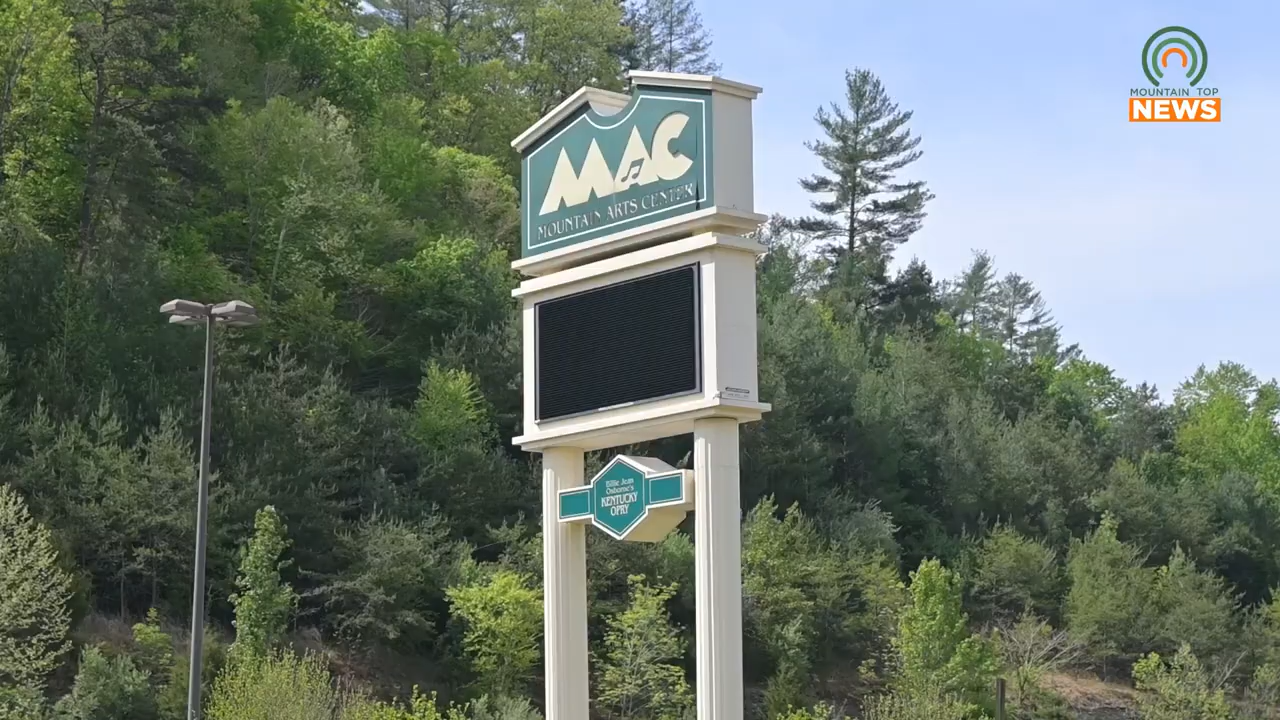 MAC
MOUNTAIN ARTS CENTER
Billie Jean
Osborne's
KENTUCKY
OPRY
MOUNTAIN TOP
NEWS